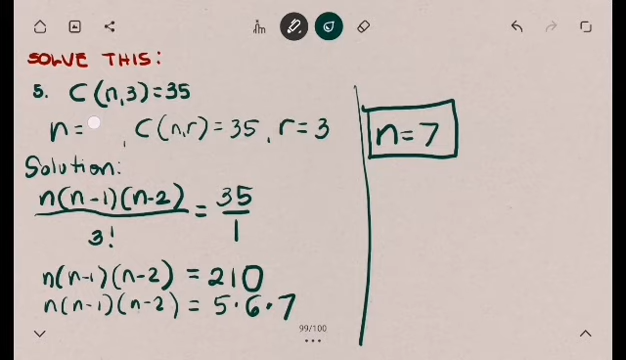 SOLVE THIS:
5. C(n,3)=35
n= , C(n,r)=35, r=3
Solution:
n(n-1)(n-2) = 35
3! 1
n(n-1)(n-2) = 210
n(n-1)(n-2) = 5·6·7
n=7
99/100